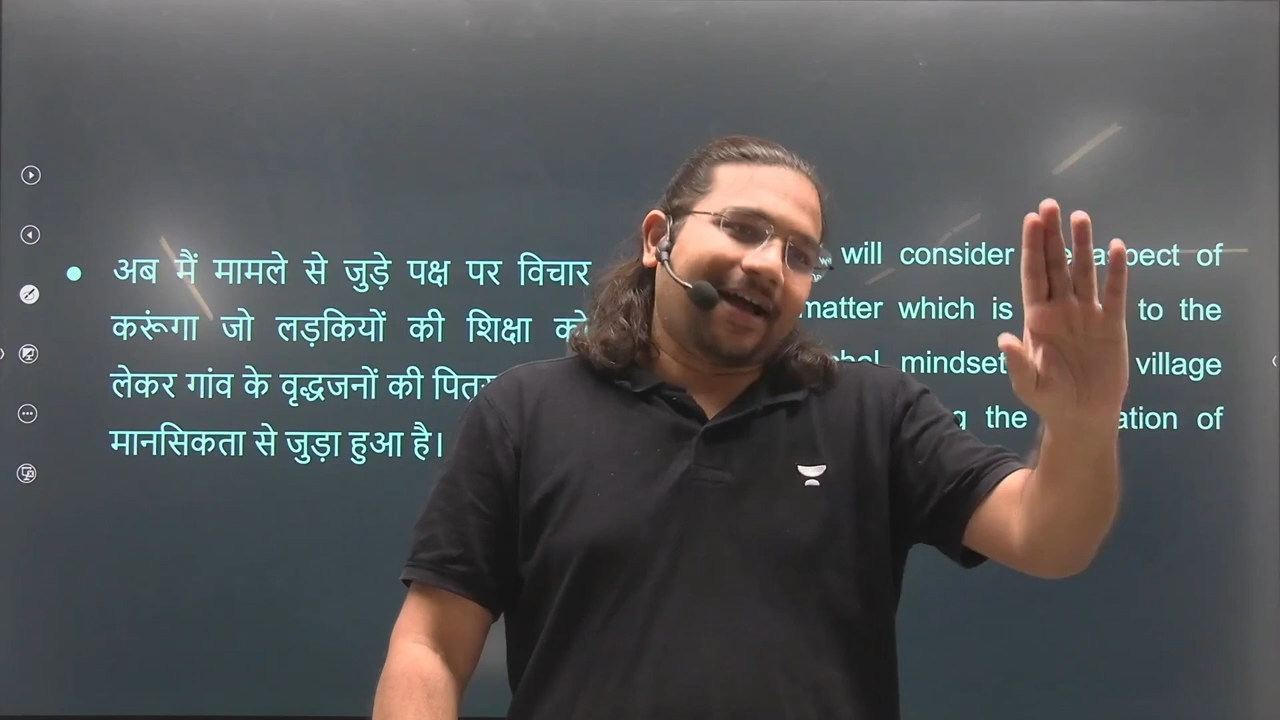 अब मैं मामले से जुड़े पक्ष पर विचार
करूंगा जो लड़कियों की शिक्षा को
लेकर गांव के वृद्धजनों की
मानसिकता से जुड़ा हुआ है।
will consider of
matter which is to the
mindset village
the of